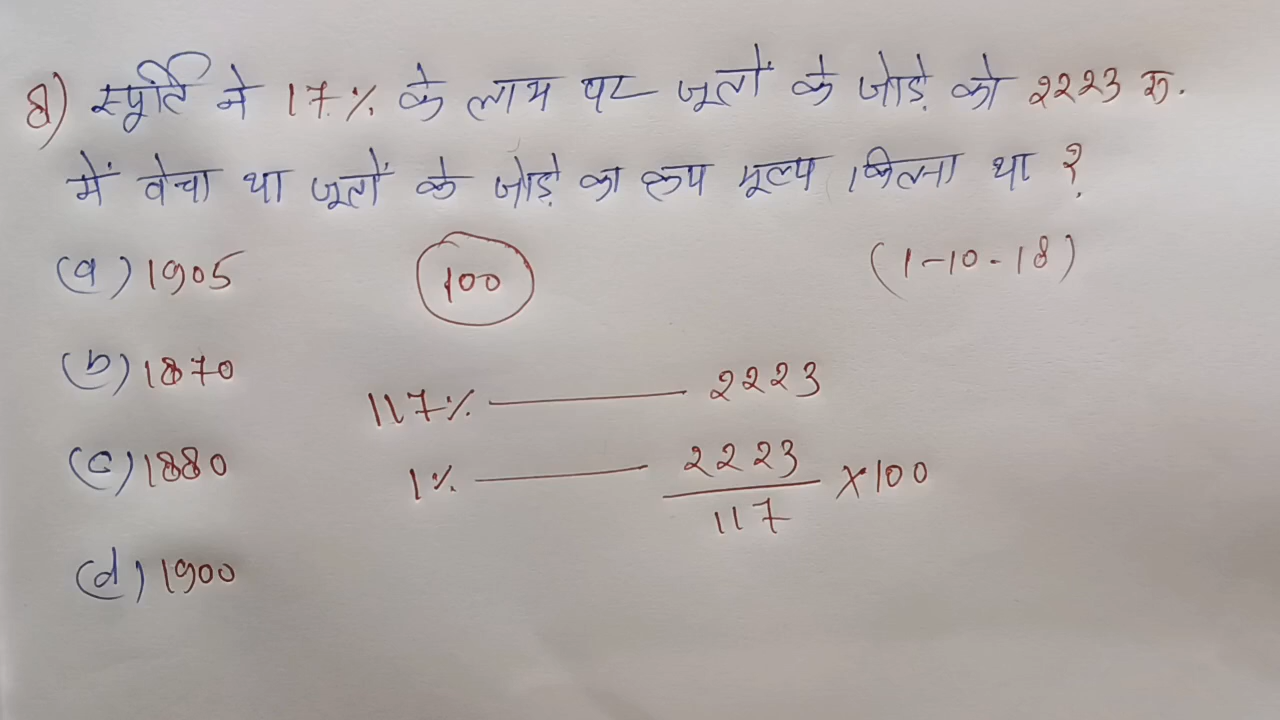 8) स्फूर्ति ने 17% के लाभ पर जूतों के जोड़े को 2223 रु.
में बेचा था जूतों के जोड़े का क्रय मूल्य कितना था ?
(a) 1905
100
(1-10-18)
(b) 1870
117% — 2223
(c) 1880
1% — 2223/117 × 100
(d) 1900